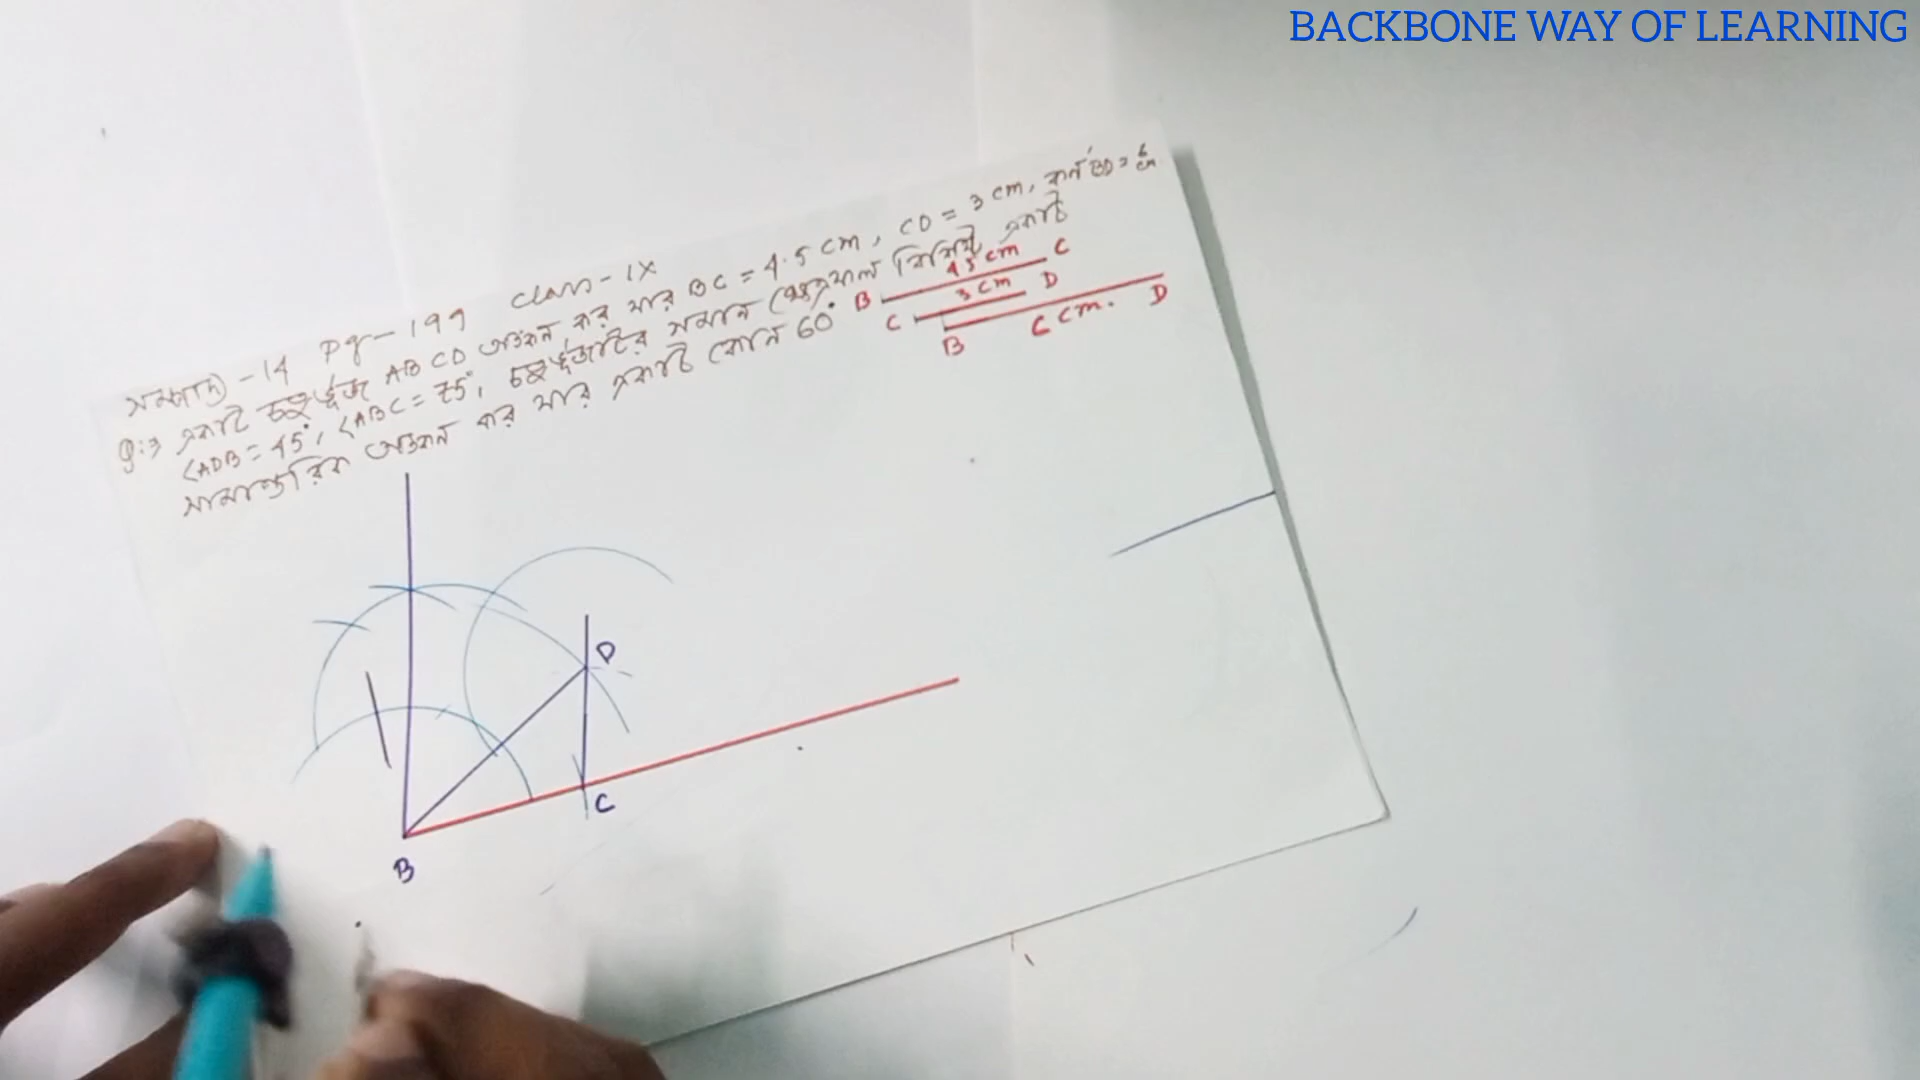 BACKBONE WAY OF LEARNING
সম্পাদ্য - 14 Pg - 199 Class - IX
Q:→ একটি চতুর্ভুজ ABCD অঙ্কন কর যার BC = 4.5 cm, CD = 3 cm, কর্ণ BD = 6 cm
∠ADB = 45°, ∠ABC = 75°, চতুর্ভুজটির সমান ক্ষেত্রফল বিশিষ্ট একটি
সামান্তরিক অঙ্কন কর যার একটি কোন 60°
B 4.5 cm C
C 3 cm D
B 6 cm. D
D
C
B